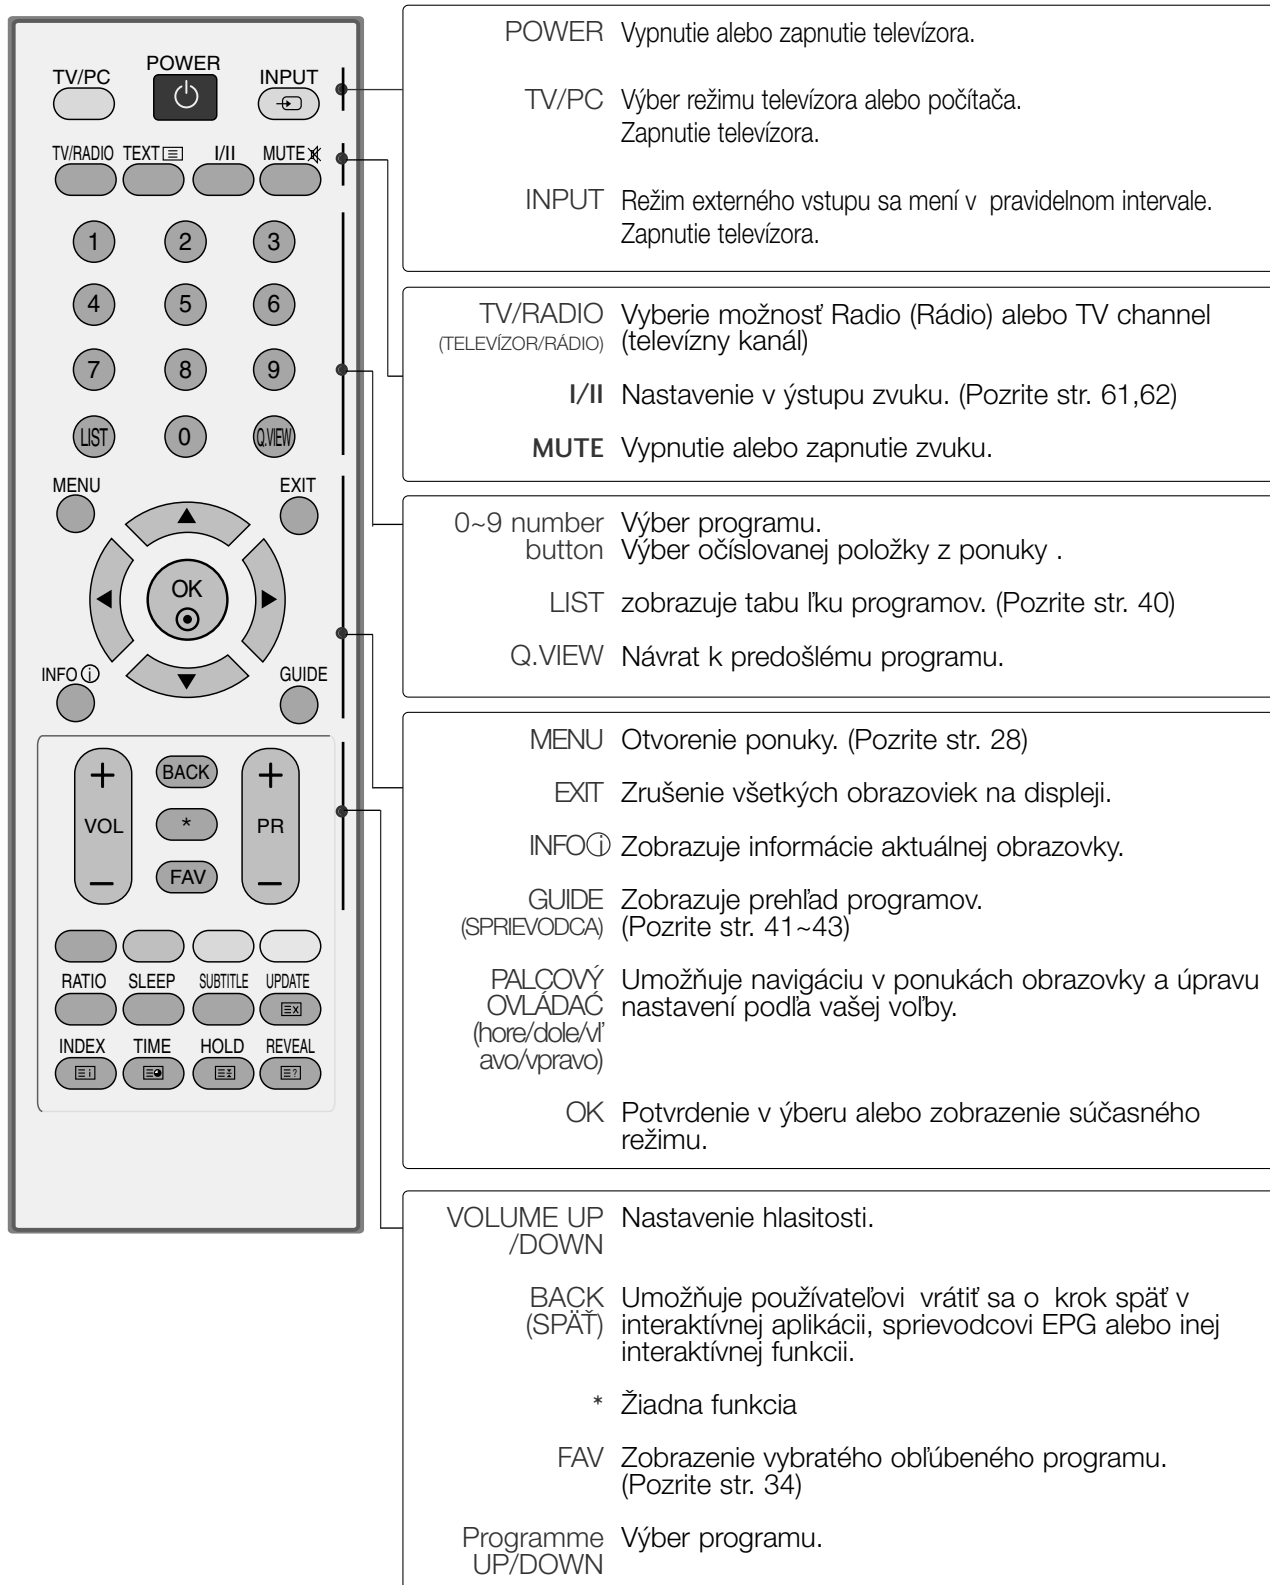 POWER
TV/PC
INPUT
TV/RADIO TEXT I/II MUTE
1 2 3
4 5 6
7 8 9
LIST 0 Q.VIEW
MENU EXIT
OK
INFO ⓘ GUIDE
+ BACK +
VOL * PR
− FAV −
RATIO SLEEP SUBTITLE UPDATE
INDEX TIME HOLD REVEAL
POWER Vypnutie alebo zapnutie televízora.
TV/PC Výber režimu televízora alebo počítača.
Zapnutie televízora.
INPUT Režim externého vstupu sa mení v pravidelnom intervale.
Zapnutie televízora.
TV/RADIO Vyberie možnosť Radio (Rádio) alebo TV channel
(TELEVÍZOR/RÁDIO) (televízny kanál)
I/II Nastavenie v ýstupu zvuku. (Pozrite str. 61,62)
MUTE Vypnutie alebo zapnutie zvuku.
0~9 number Výber programu.
button Výber očíslovanej položky z ponuky .
LIST zobrazuje tabu ľku programov. (Pozrite str. 40)
Q.VIEW Návrat k predošlému programu.
MENU Otvorenie ponuky. (Pozrite str. 28)
EXIT Zrušenie všetkých obrazoviek na displeji.
INFO ⓘ Zobrazuje informácie aktuálnej obrazovky.
GUIDE Zobrazuje prehľad programov.
(SPRIEVODCA) (Pozrite str. 41~43)
PALCOVÝ Umožňuje navigáciu v ponukách obrazovky a úpravu
OVLÁDAČ nastavení podľa vašej voľby.
(hore/dole/vľ
avo/vpravo)
OK Potvrdenie v ýberu alebo zobrazenie súčasného
režimu.
VOLUME UP Nastavenie hlasitosti.
/DOWN
BACK Umožňuje používateľovi vrátiť sa o krok späť v
(SPÄŤ) interaktívnej aplikácii, sprievodcovi EPG alebo inej
interaktívnej funkcii.
* Žiadna funkcia
FAV Zobrazenie vybratého obľúbeného programu.
(Pozrite str. 34)
Programme Výber programu.
UP/DOWN